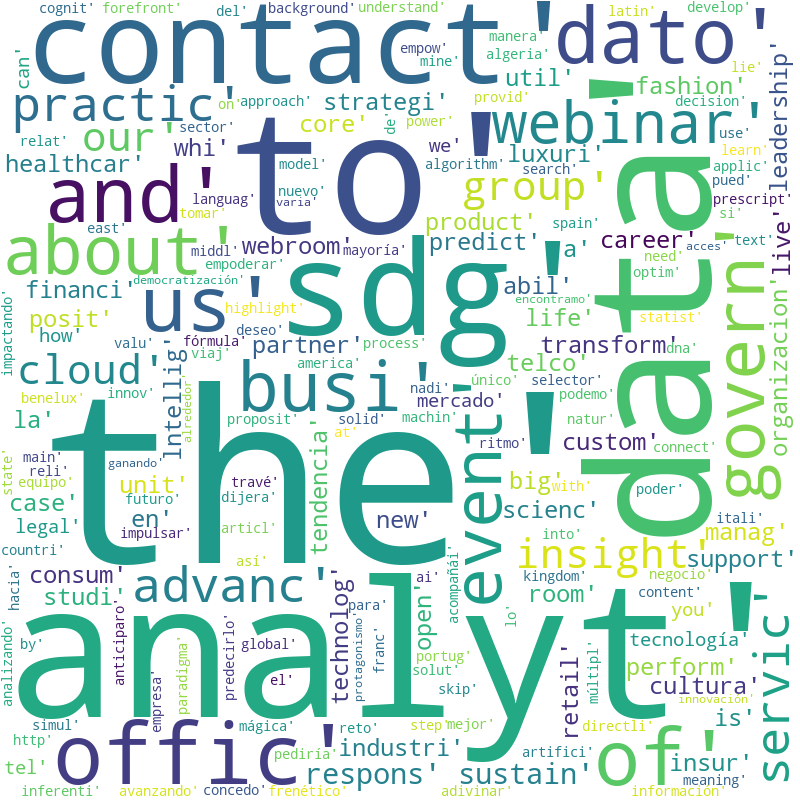 cognit' forefront' del' background' understand' latin' develop'
contact' dato'
empow' manera' mine' algeria' lie'
can' practic' on' approach' strategi' util' fashion'
provid' decision'
our' sector' whi' core' de' power' we' webinar' use' leadership'
healthcar' relat' model' algorithm' luxuri' learn'
and' to' search' applic'
languag' nuevo' varia' group' data' pued' prescript'
tomar' east' product' spain' si' text'
about' middl' webroom' mayoría' predict' a' career' acces' live'
empoderar' need'
democratización' sdg' abil' optim'
impactando' financi' us' highlight' encontramo' govern'
posit' deseo' life' statist'
how' valu' fórmula' partner' process' telco' transform' dna' organizacion'
viaj' america' único' selector' podemo'
cloud' Intellig' busi' nadi' event' natur'
benelux' innov' alrededor' mercado'
la' proposit' solid' machin' ritmo' custom' connect'
main' ganando' the' at'
state' reli' equipo' unit' travé' big' with' poder'
case' futuro' dijera' tendencia' scienc' itali'
legal' en' impulsar' articl' new' into' insight' manag'
countri' así' support'
hacia' consum' advanc' ai' acompañái' kingdom' negocio'
studi' para' open' room' content' you'
analizando' by' anticiparo' analyt' technolog' lo' tecnología'
global' predecirlo' franc' protagonismo' portug' retail' múltipl' perform' servic'
el' solut' cultura'
empresa' paradigma' skip' innovación'
simul' mágica' reto' step' mejor' directli' is'
http' offic' industri' artifici' of' insur'
tel' pediría' respons' sustain' meaning'
inferenti' avanzando' concedo' frenético' adivinar' información'